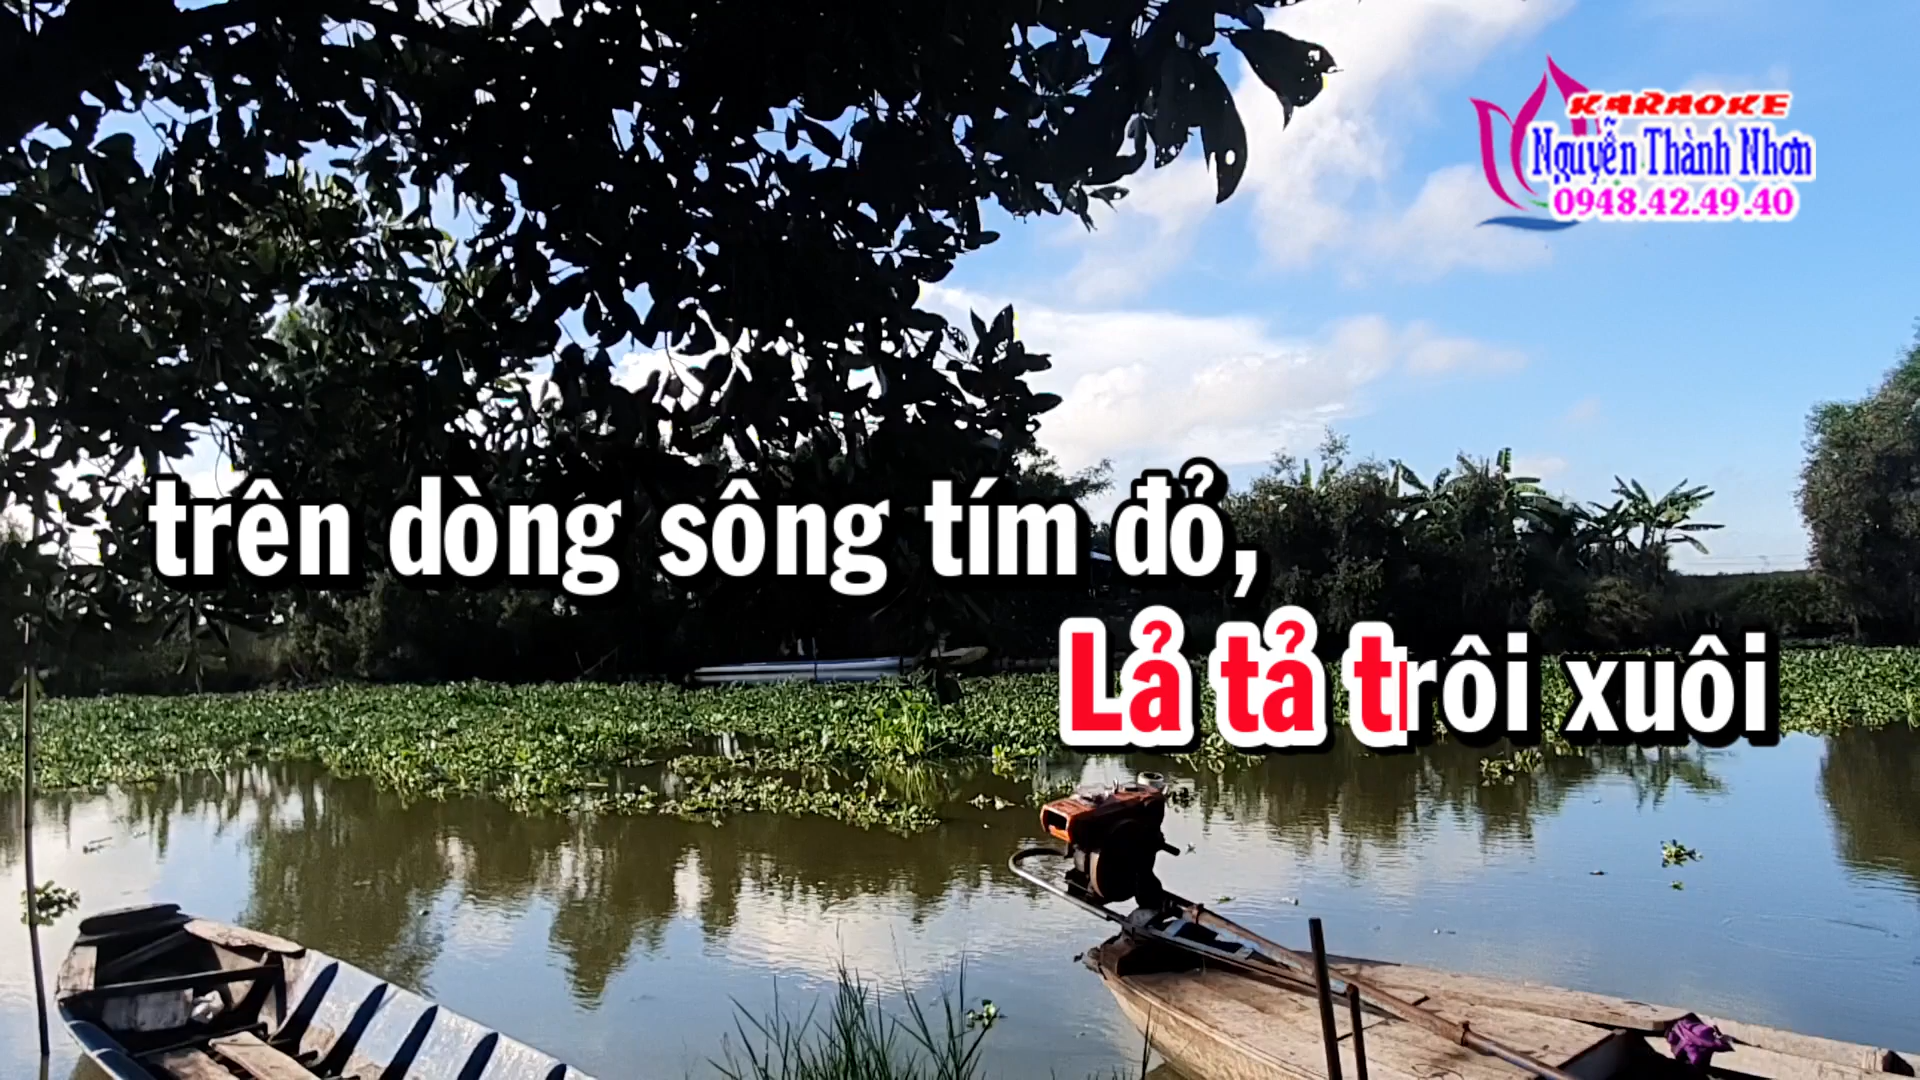 KARAOKE
Nguyễn Thành Nhơn
0948.42.49.40
trên dòng sông tím đỏ,
Lả tả trôi xuôi